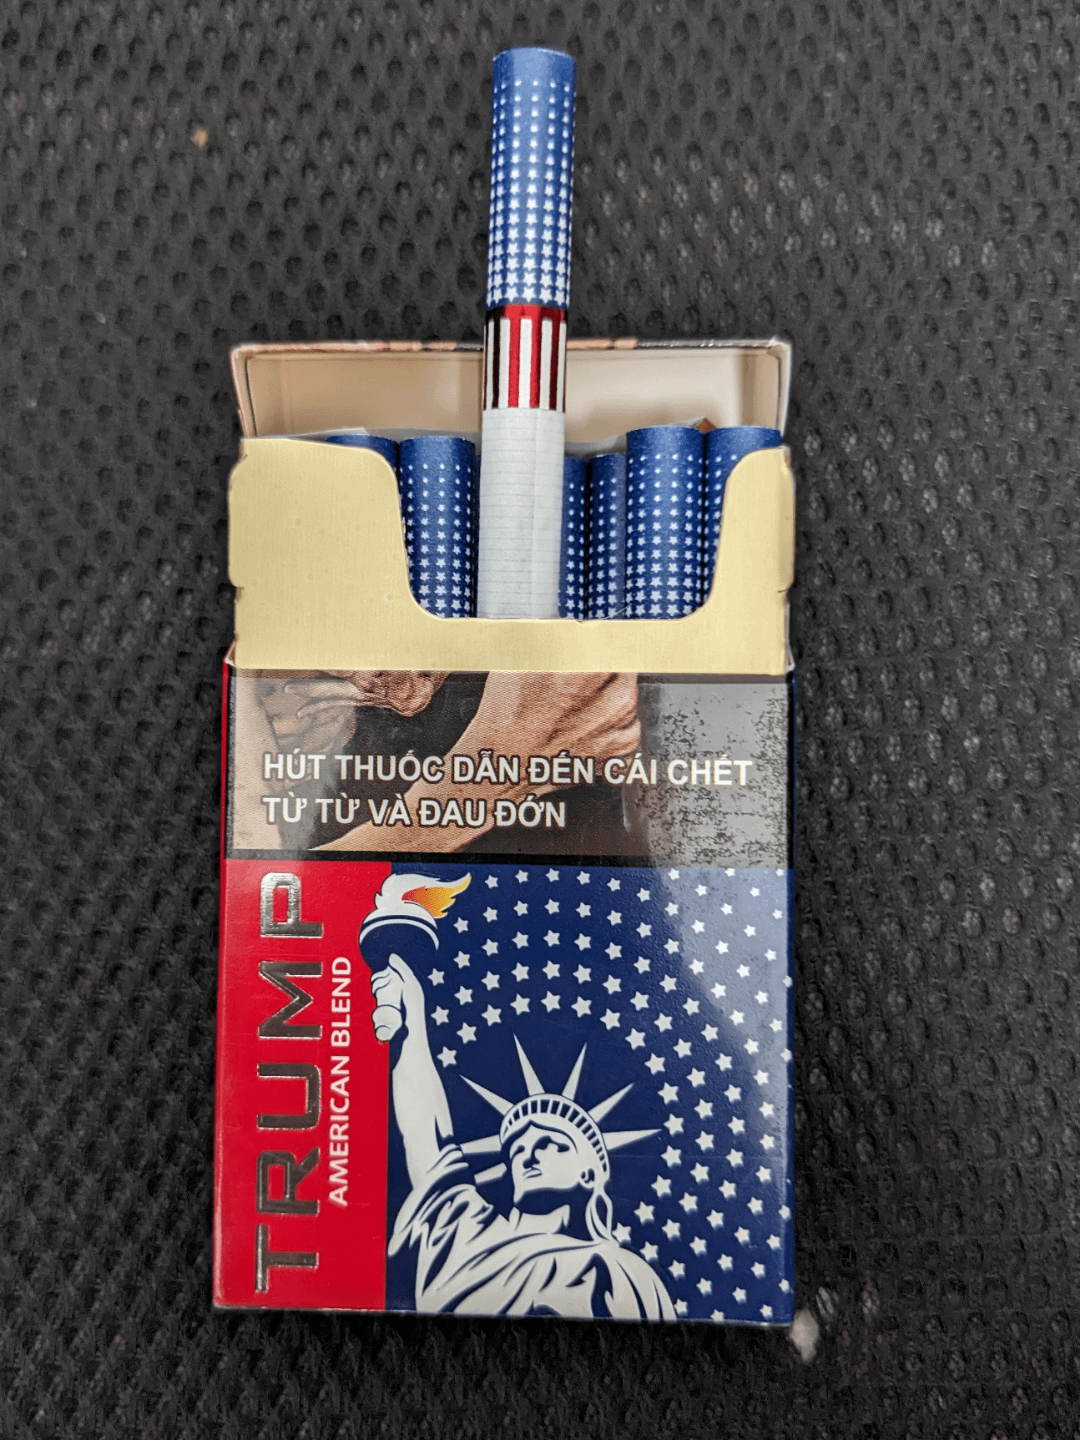 HÚT THUỐC DẪN ĐẾN CÁI CHẾT
TỪ TỪ VÀ ĐAU ĐỚN
TRUMP
AMERICAN BLEND